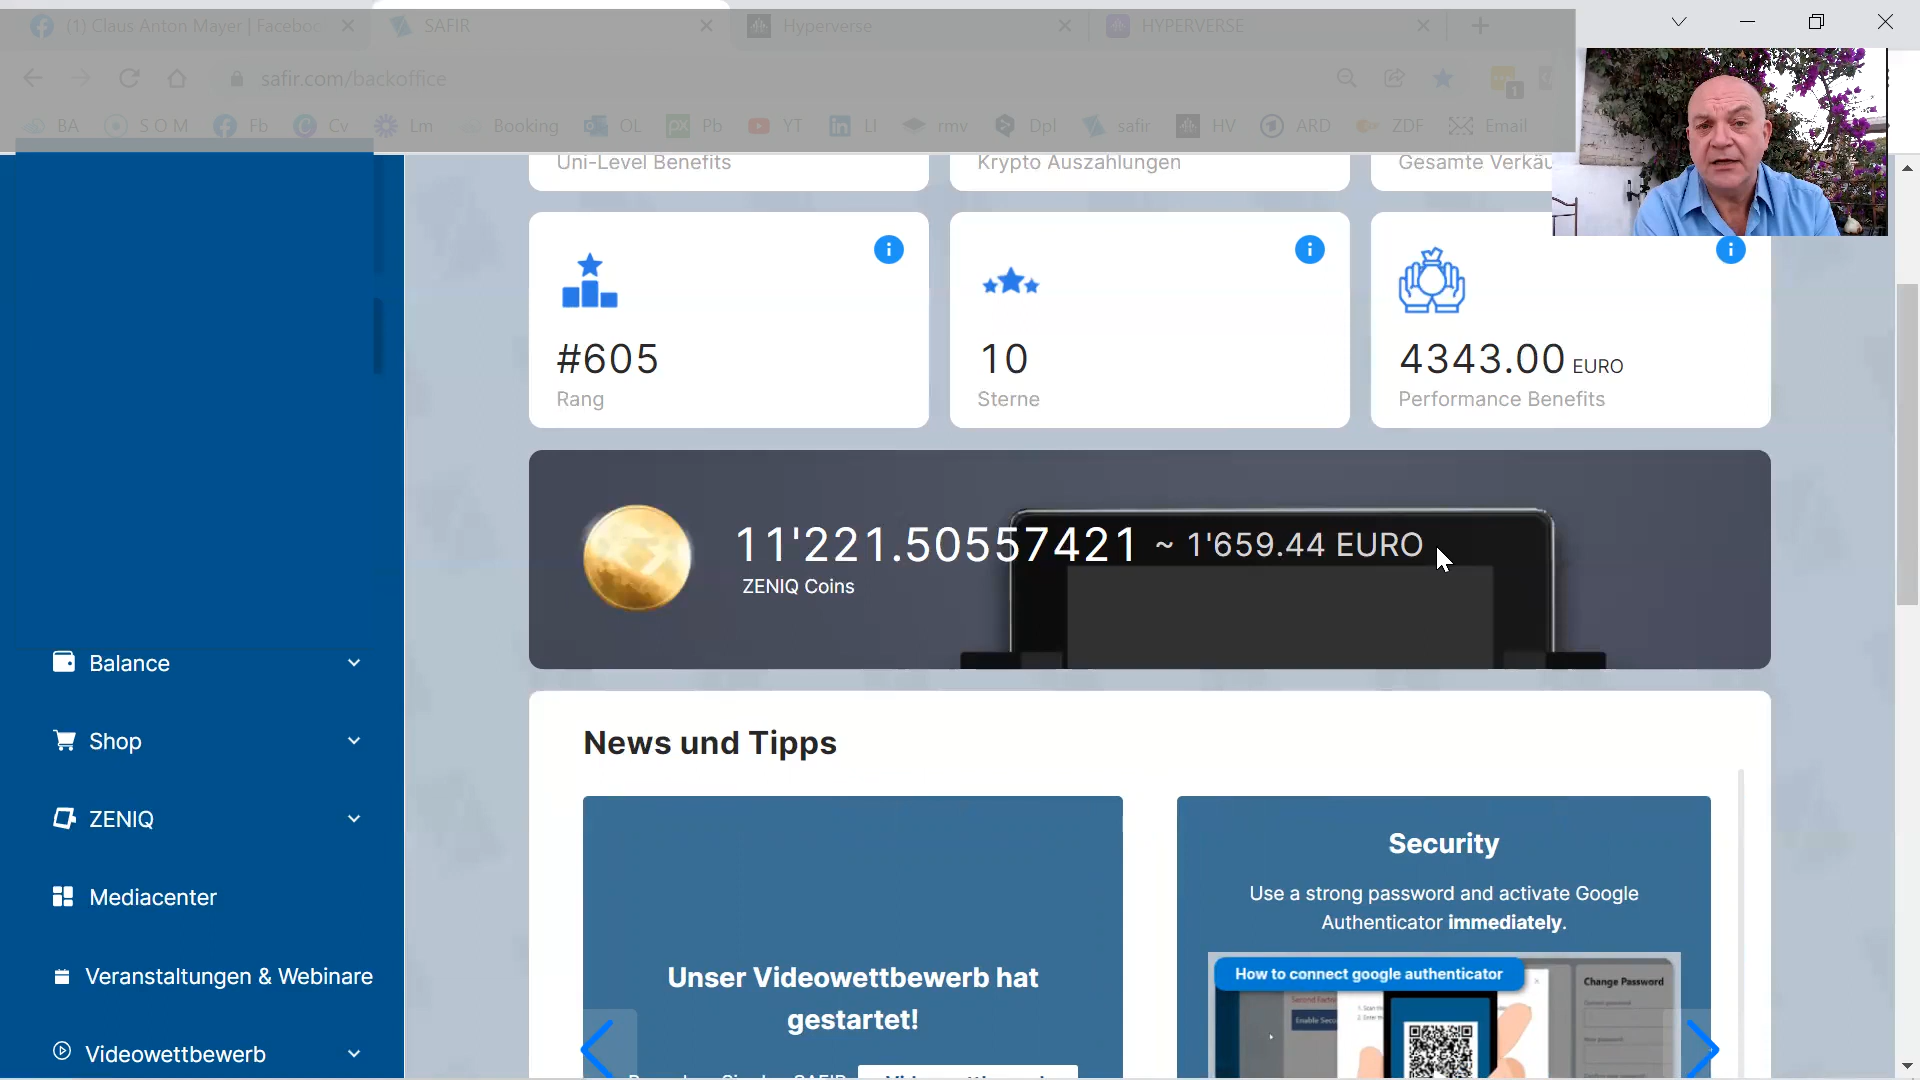 (1) Claus Anton Mayer | Faceboo
SAFIR
Hyperverse
HYPERVERSE
safir.com/backoffice
1
BA
S O M
Fb
Cv
Lm
Booking
OL
Pb
YT
LI
rmv
Dpl
safir
HV
ARD
ZDF
Email
Uni-Level Benefits
Krypto Auszahlungen
Gesamte Verkäu
#605
Rang
10
Sterne
4343.00 EURO
Performance Benefits
11'221.50557421 ~ 1'659.44 EURO
ZENIQ Coins
Balance
Shop
ZENIQ
Mediacenter
Veranstaltungen & Webinare
Videowettbewerb
News und Tipps
Unser Videowettbewerb hat
gestartet!
Security
Use a strong password and activate Google
Authenticator immediately.
How to connect google authenticator
Change Password